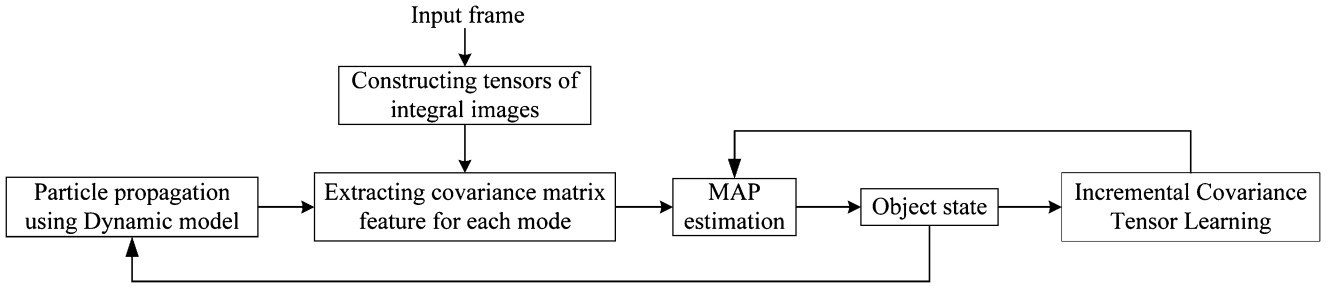 Input frame
Constructing tensors of
integral images
Particle propagation
using Dynamic model
Extracting covariance matrix
feature for each mode
MAP
estimation
Object state
Incremental Covariance
Tensor Learning